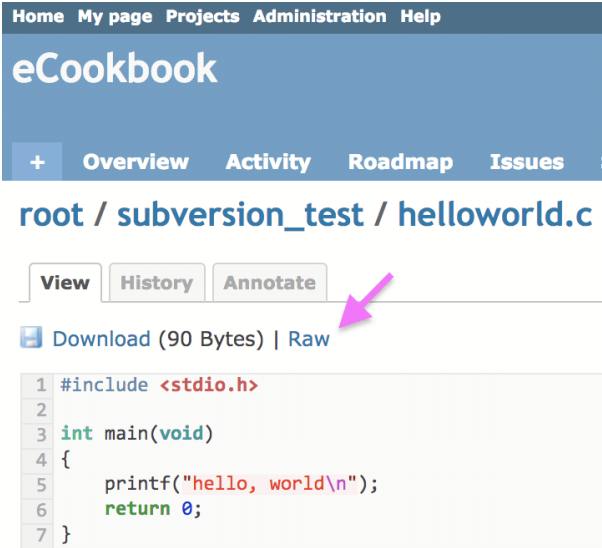 Home My page Projects Administration Help
eCookbook
+ Overview Activity Roadmap Issues
root / subversion_test / helloworld.c
View History Annotate
Download (90 Bytes) | Raw
1 #include <stdio.h>
2
3 int main(void)
4 {
5 printf("hello, world\n");
6 return 0;
7 }